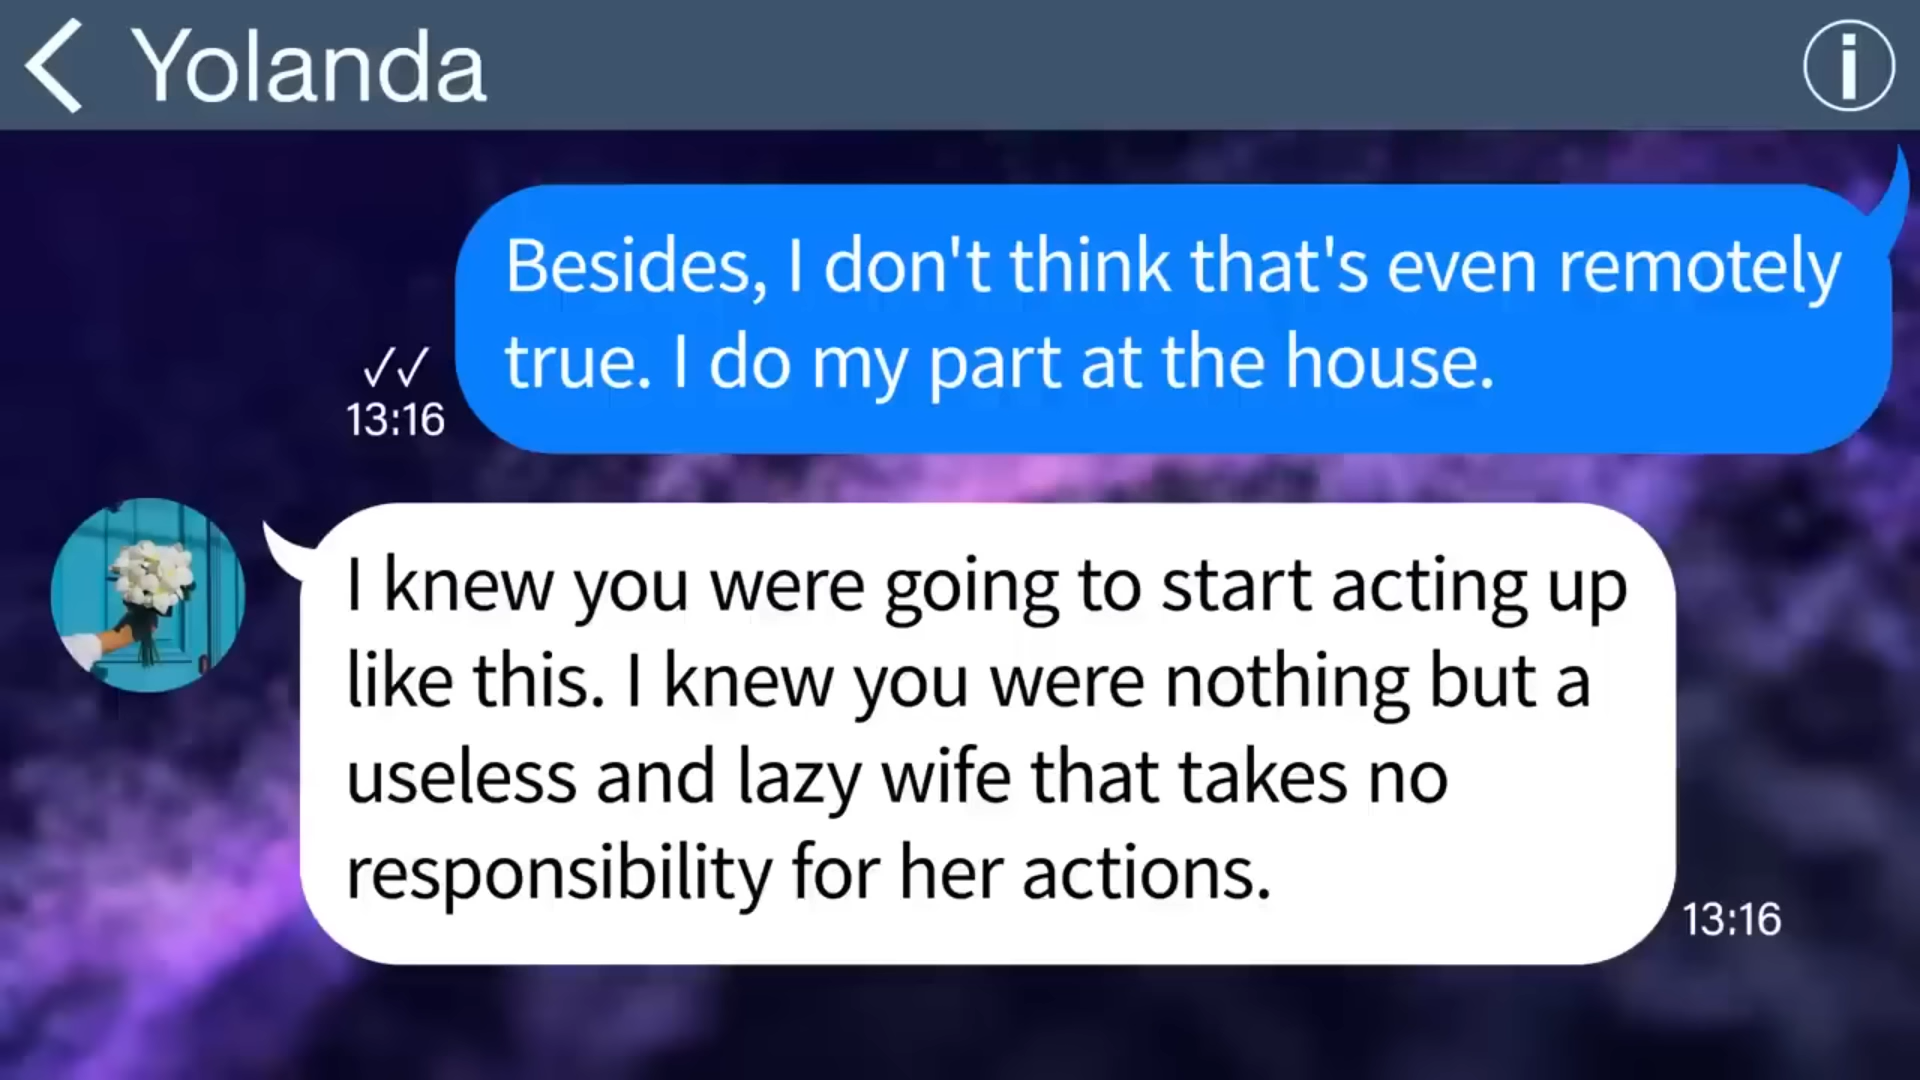 Yolanda
Besides, I don't think that's even remotely
true. I do my part at the house.
13:16
I knew you were going to start acting up
like this. I knew you were nothing but a
useless and lazy wife that takes no
responsibility for her actions.
13:16